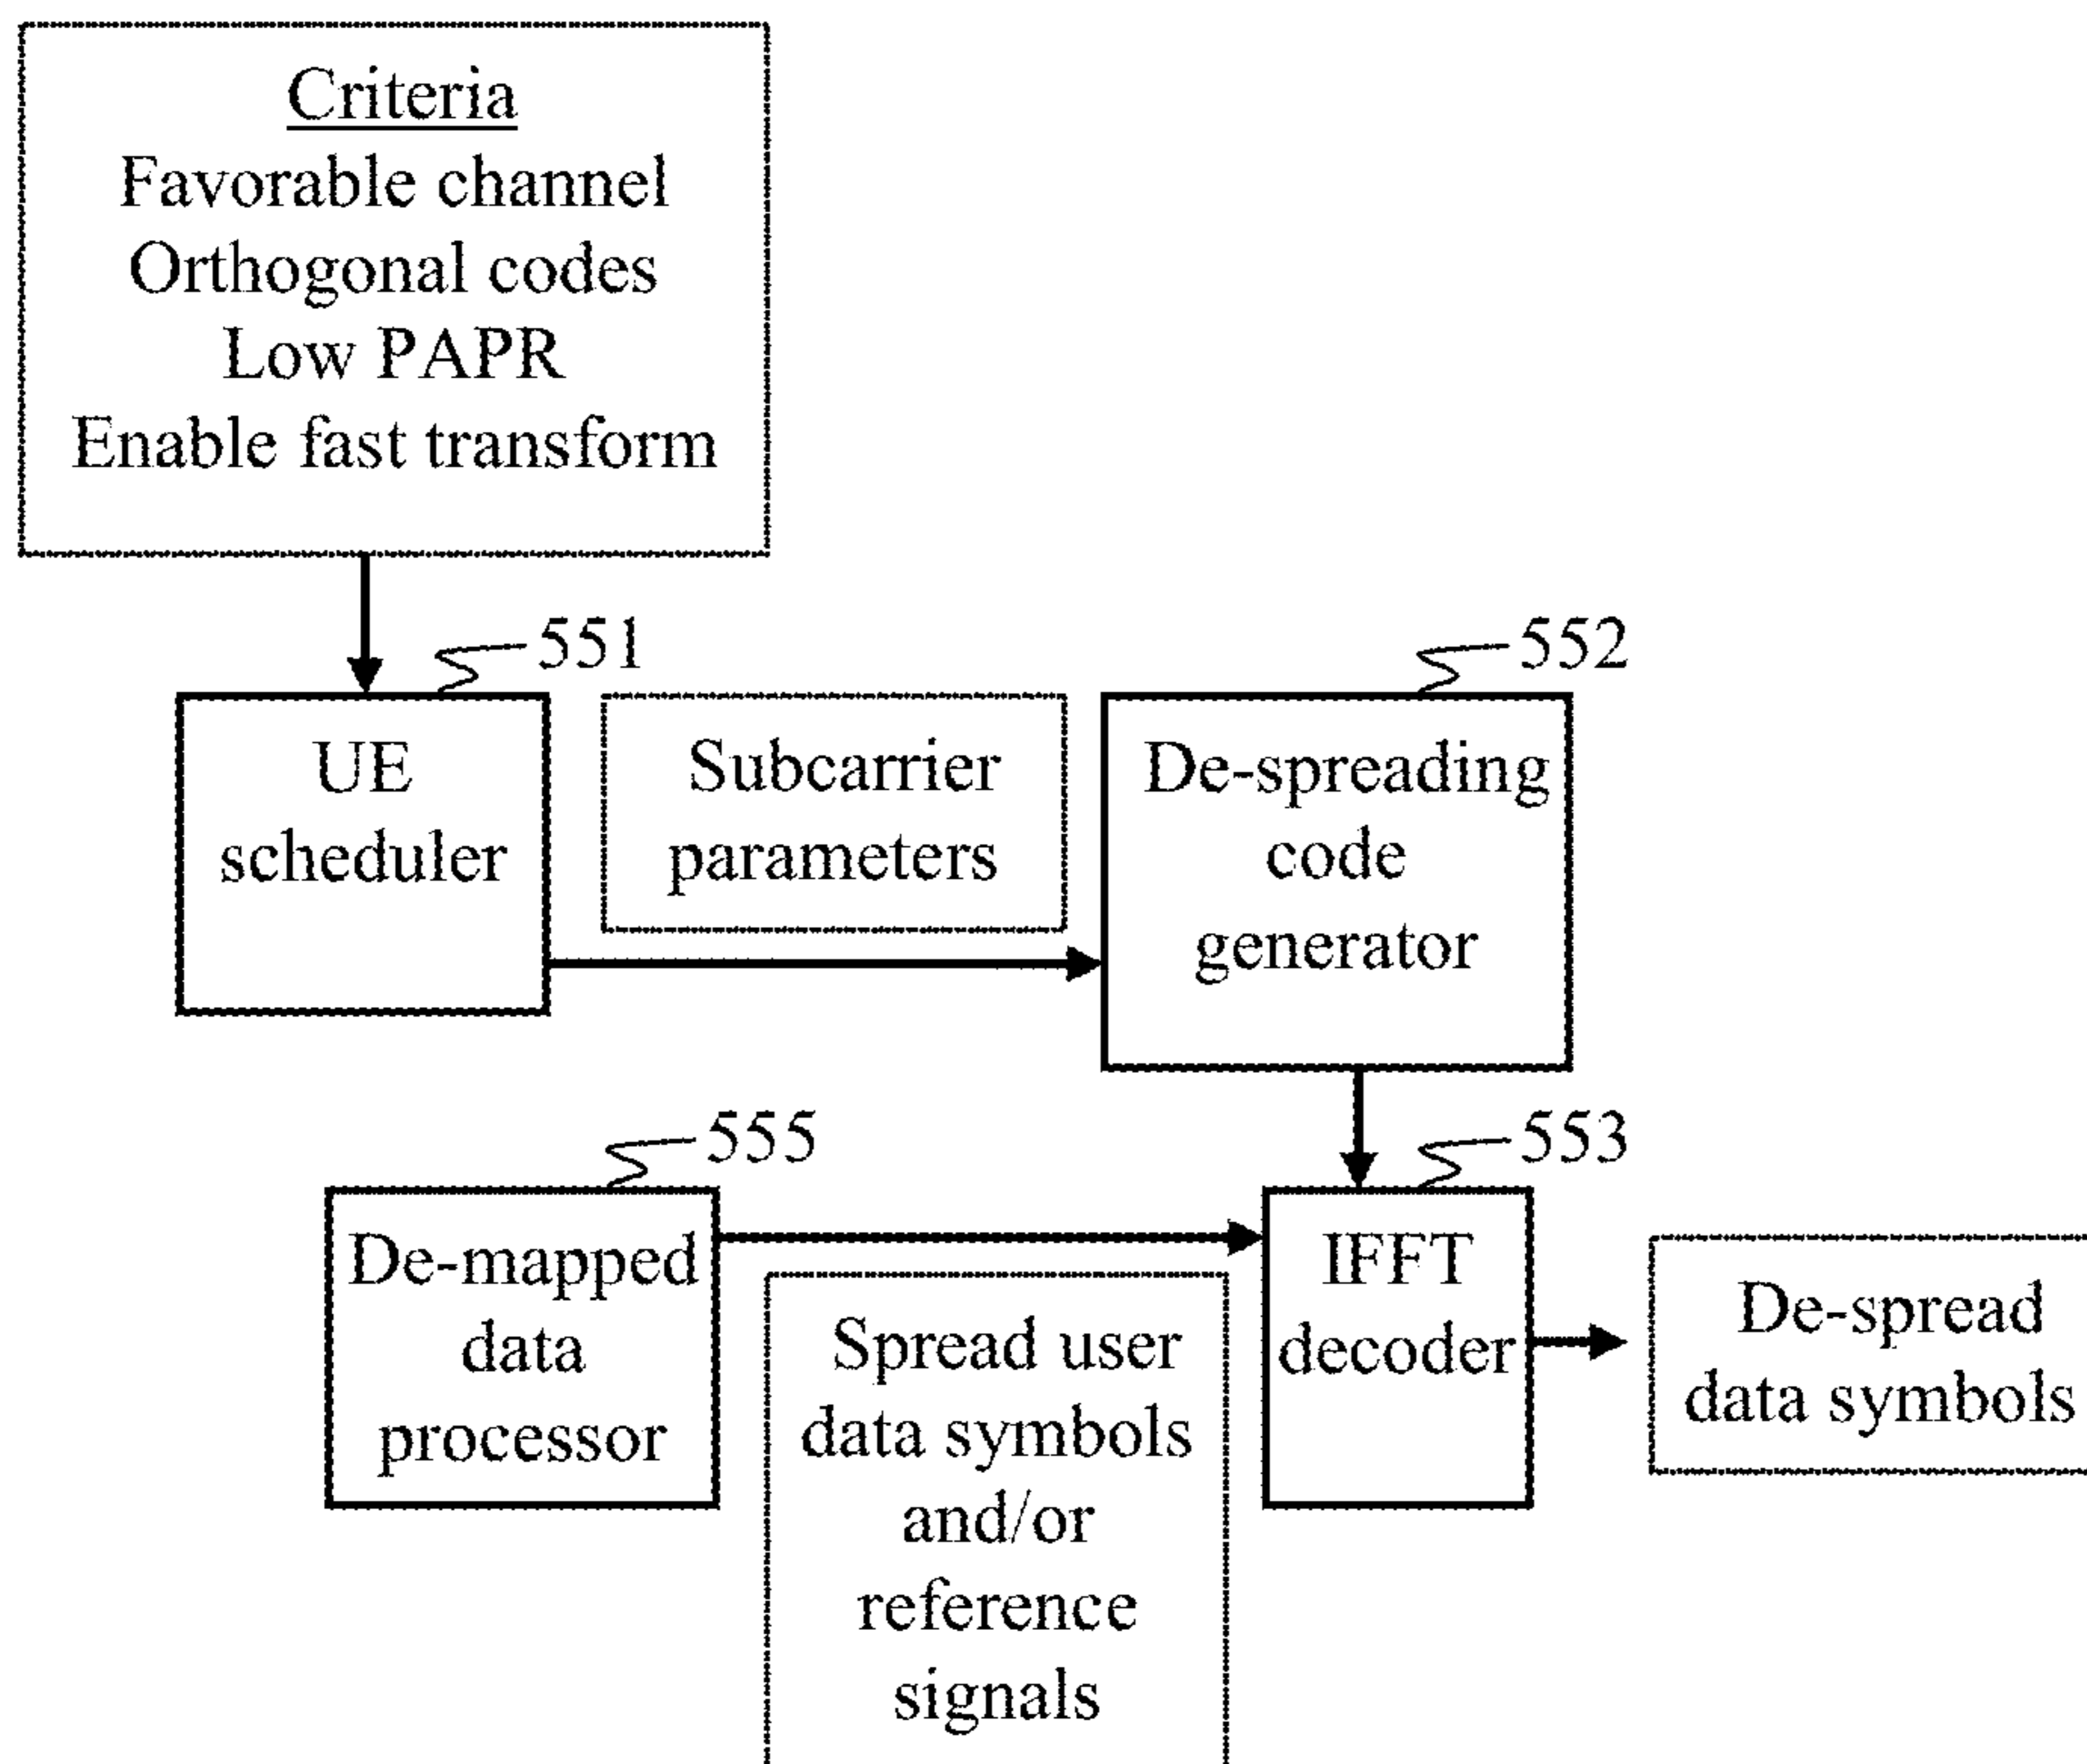 Criteria
Favorable channel
Orthogonal codes
Low PAPR
Enable fast transform
551
552
UE
scheduler
Subcarrier
parameters
De-spreading
code
generator
555
553
De-mapped
data
processor
Spread user
data symbols
and/or
reference
signals
IFFT
decoder
De-spread
data symbols